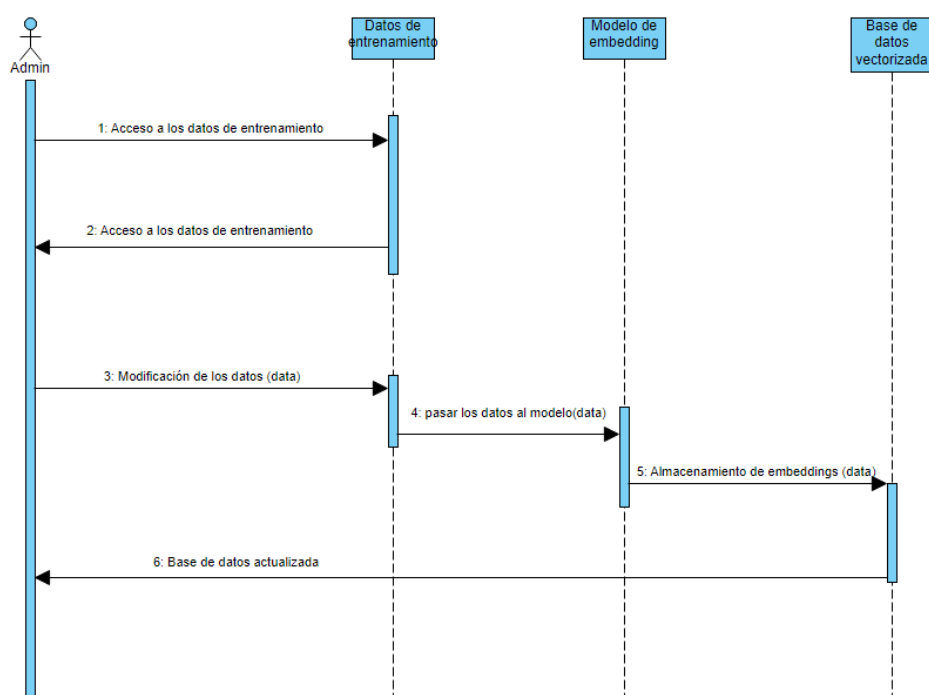 Admin
Datos de
entrenamiento
Modelo de
embedding
Base de
datos
vectorizada
1: Acceso a los datos de entrenamiento
2: Acceso a los datos de entrenamiento
3: Modificación de los datos (data)
4: pasar los datos al modelo(data)
5: Almacenamiento de embeddings (data)
6: Base de datos actualizada